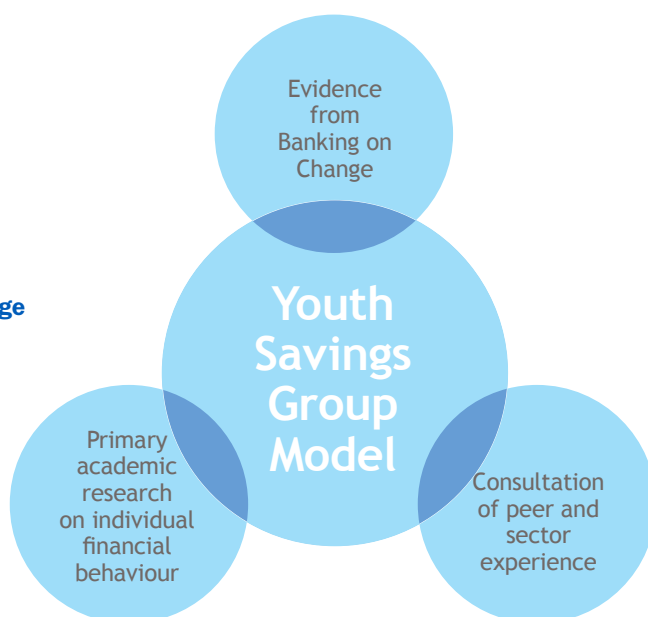 Evidence
from
Banking on
Change
ge
Youth
Savings
Group
Model
Primary
academic
research
on individual
financial
behaviour
Consultation
of peer and
sector
experience